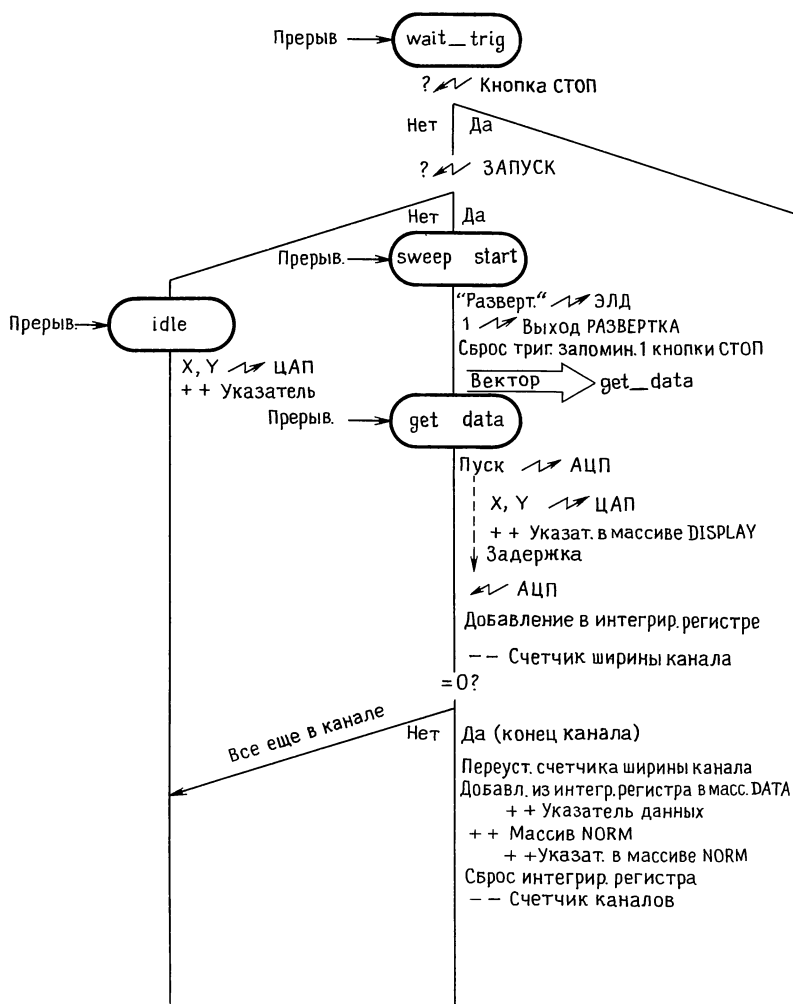 Прерыв
wait_trig
? Кнопка СТОП
Нет Да
? ЗАПУСК
Нет Да
Прерыв.
sweep start
"Разверт." ЭЛД
1 Выход РАЗВЕРТКА
Сброс триг. запомин. 1 кнопки СТОП
Вектор get_data
Прерыв.
idle
X, Y ЦАП
++ Указатель
Прерыв.
get data
Пуск АЦП
X, Y ЦАП
++ Указат. в массиве DISPLAY
Задержка
АЦП
Добавление в интегрир. регистре
-- Счетчик ширины канала
=0?
Все еще в канале
Нет Да (конец канала)
Переуст. счетчика ширины канала
Добавл. из интегр. регистра в масс. DATA
++ Указатель данных
++ Массив NORM
++Указат. в массиве NORM
Сброс интегрир. регистра
-- Счетчик каналов